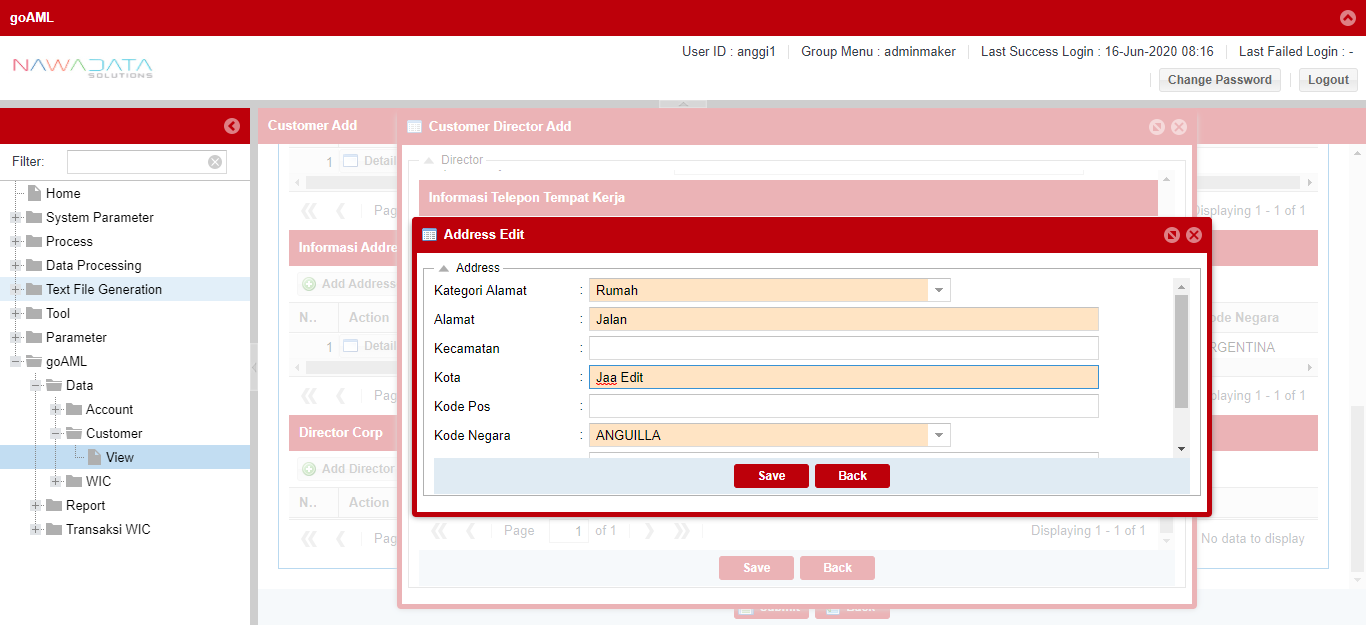 goAML
NAWADATA
SOLUTIONS
User ID : anggi1
Group Menu : adminmaker
Last Success Login : 16-Jun-2020 08:16
Last Failed Login : -
Change Password
Logout
Filter:
Home
System Parameter
Process
Data Processing
Text File Generation
Tool
Parameter
goAML
Data
Account
Customer
View
WIC
Report
Transaksi WIC
Customer Add
1 Detail
Pag
Displaying 1 - 1 of 1
Informasi Addre
Add Address
N.. Action
Kode Negara
1 Detail
ARGENTINA
Pag
Displaying 1 - 1 of 1
Director Corp
Add Director
N.. Action
Pag
No data to display
Submit
Back
Customer Director Add
Director
Informasi Telepon Tempat Kerja
Page 1 of 1
Displaying 1 - 1 of 1
Save
Back
Address Edit
Address
Kategori Alamat : Rumah
Alamat : Jalan
Kecamatan :
Kota : Jaa Edit
Kode Pos :
Kode Negara : ANGUILLA
Save
Back